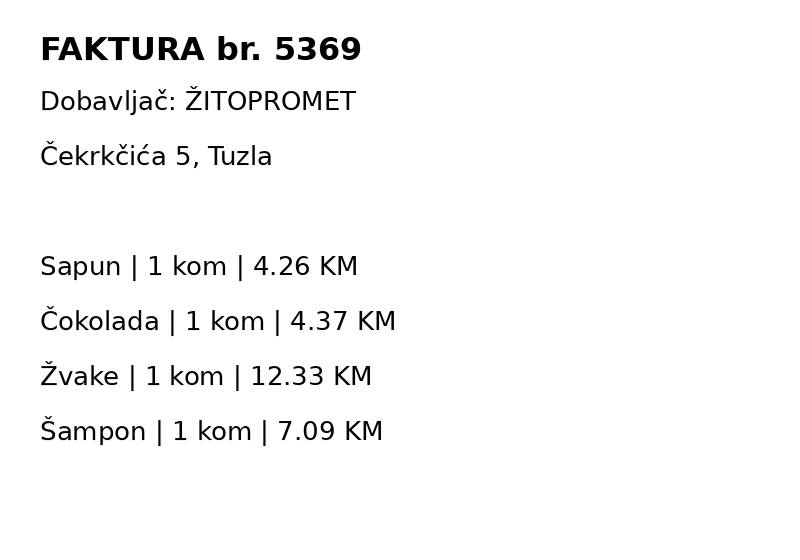 FAKTURA br. 5369
Dobavljač: ŽITOPROMET
Čekrkčića 5, Tuzla
Sapun | 1 kom | 4.26 KM
Čokolada | 1 kom | 4.37 KM
Žvake | 1 kom | 12.33 KM
Šampon | 1 kom | 7.09 KM